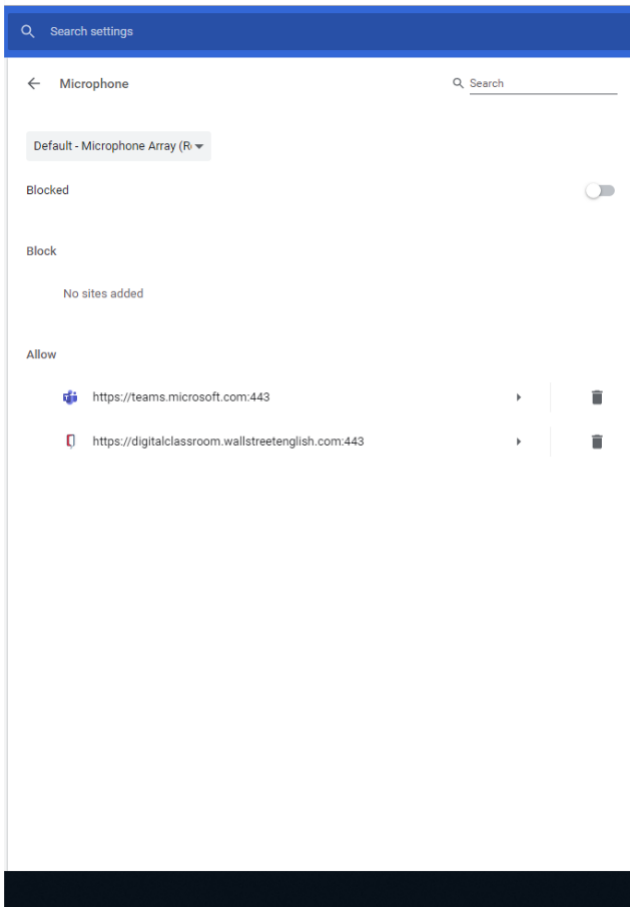 Search settings
Microphone
Search
Default - Microphone Array (R
Blocked
Block
No sites added
Allow
https://teams.microsoft.com:443
https://digitalclassroom.wallstreetenglish.com:443